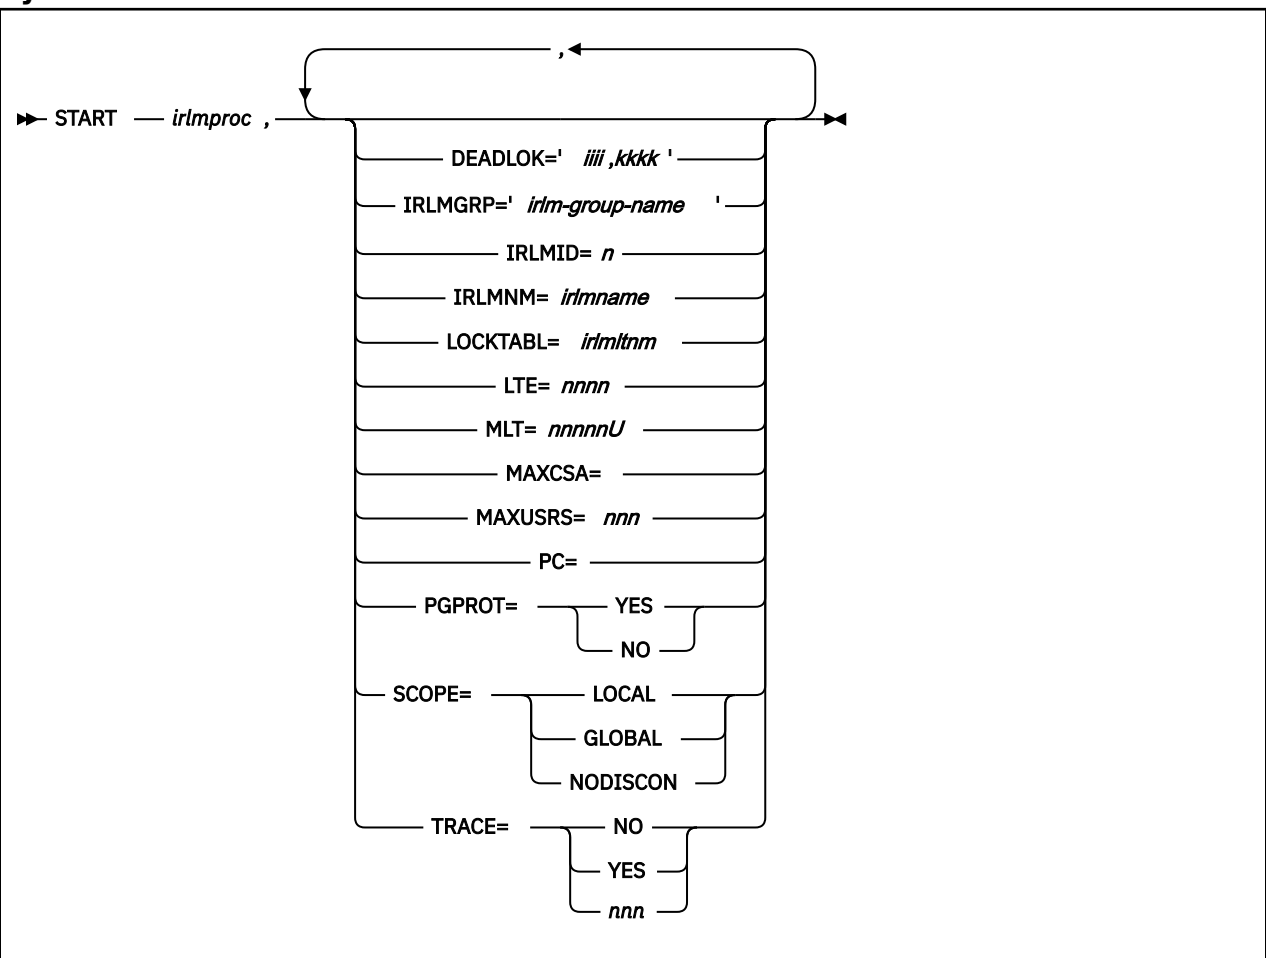 ,
START irlmproc ,
DEADLOK=' iiii ,kkkk '
IRLMGRP=' irlm-group-name '
IRLMID= n
IRLMNM= irlmname
LOCKTABL= irlmltnm
LTE= nnnn
MLT= nnnnnU
MAXCSA=
MAXUSRS= nnn
PC=
PGPROT= YES
NO
SCOPE= LOCAL
GLOBAL
NODISCON
TRACE= NO
YES
nnn